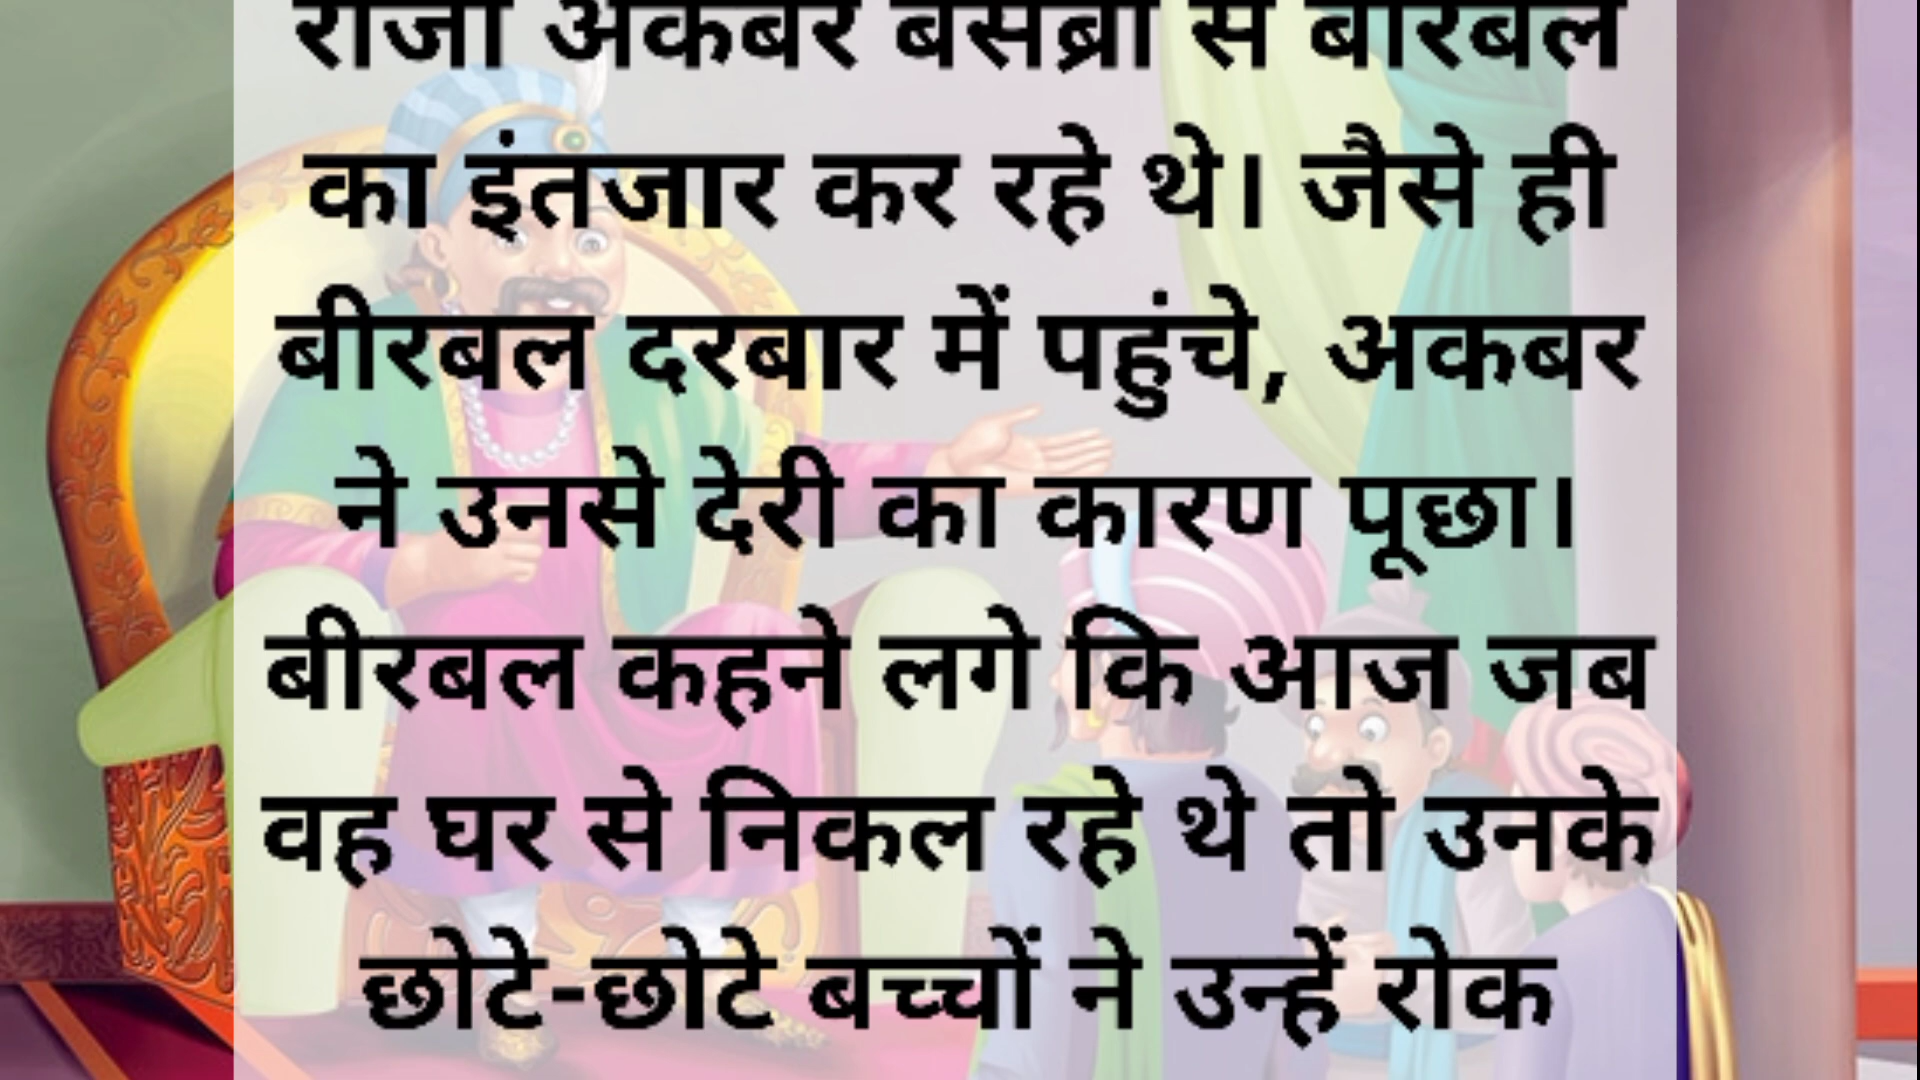 राजा अकबर बेसब्री से बीरबल
का इंतजार कर रहे थे। जैसे ही
बीरबल दरबार में पहुंचे, अकबर
ने उनसे देरी का कारण पूछा।
बीरबल कहने लगे कि आज जब
वह घर से निकल रहे थे तो उनके
छोटे-छोटे बच्चों ने उन्हें रोक